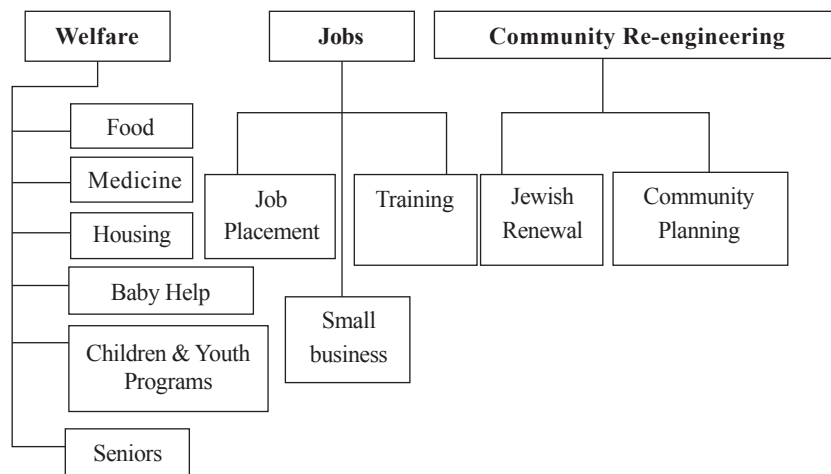 Welfare
Food
Medicine
Housing
Baby Help
Children & Youth
Programs
Seniors
Jobs
Job
Placement
Training
Small
business
Community Re-engineering
Jewish
Renewal
Community
Planning